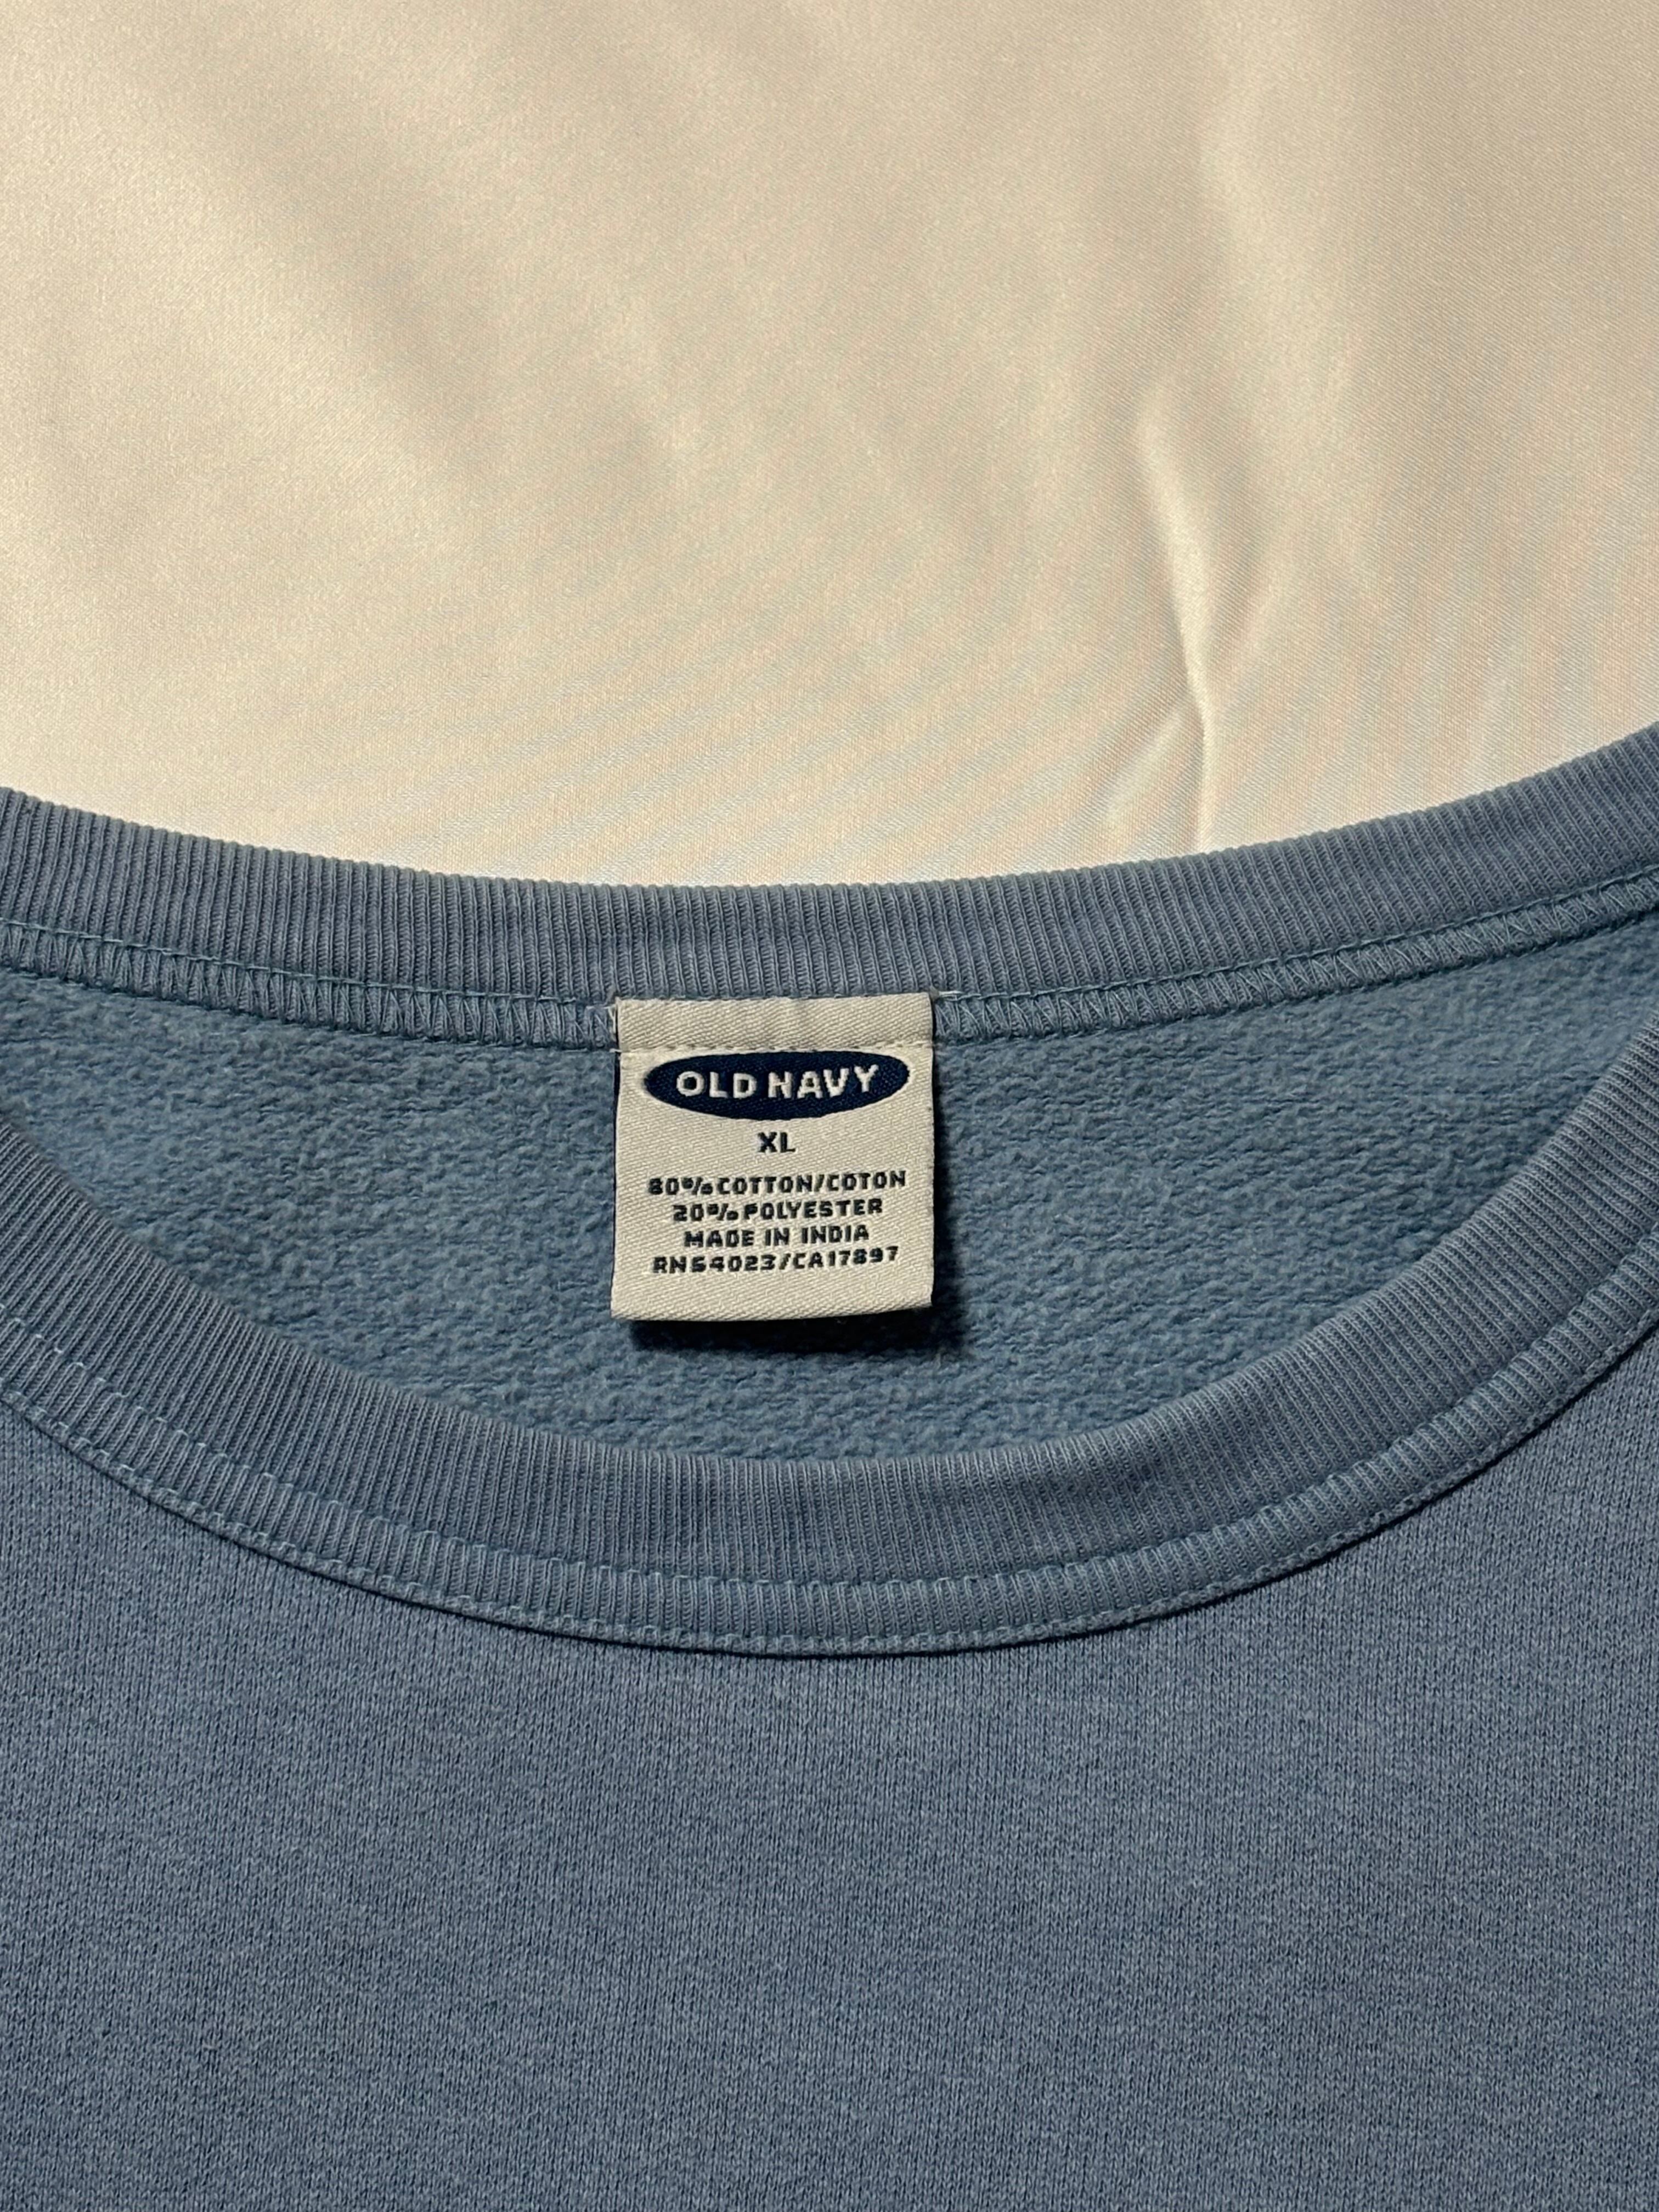 OLD NAVY
XL
80% COTTON/COTON
20% POLYESTER
MADE IN INDIA
RN54023/CA17897